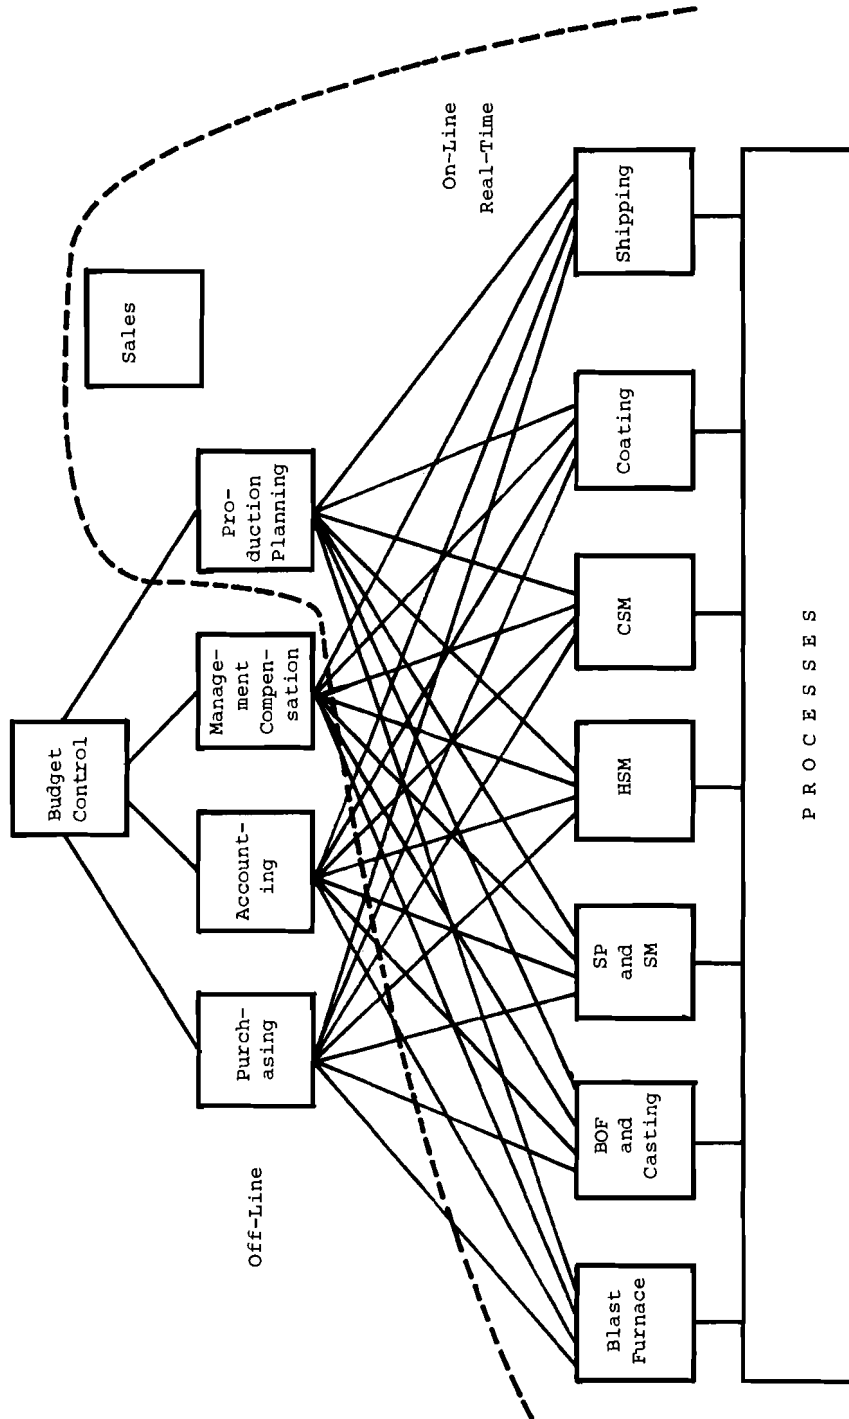 Budget
Control
Sales
Purch-
asing
Account-
ing
Manage-
ment
Compen-
sation
Pro-
duction
Planning
Off-Line
On-Line
Real-Time
Blast
Furnace
BOF
and
Casting
SP
and
SM
HSM
CSM
Coating
Shipping
PROCESSES